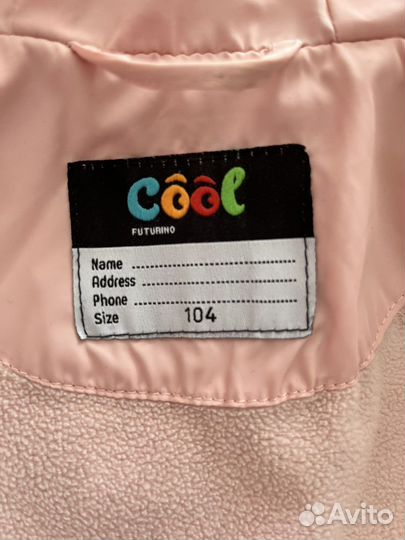 côôl
FUTURINO
Name ........................
Address ........................
Phone ........................
Size 104
Avito